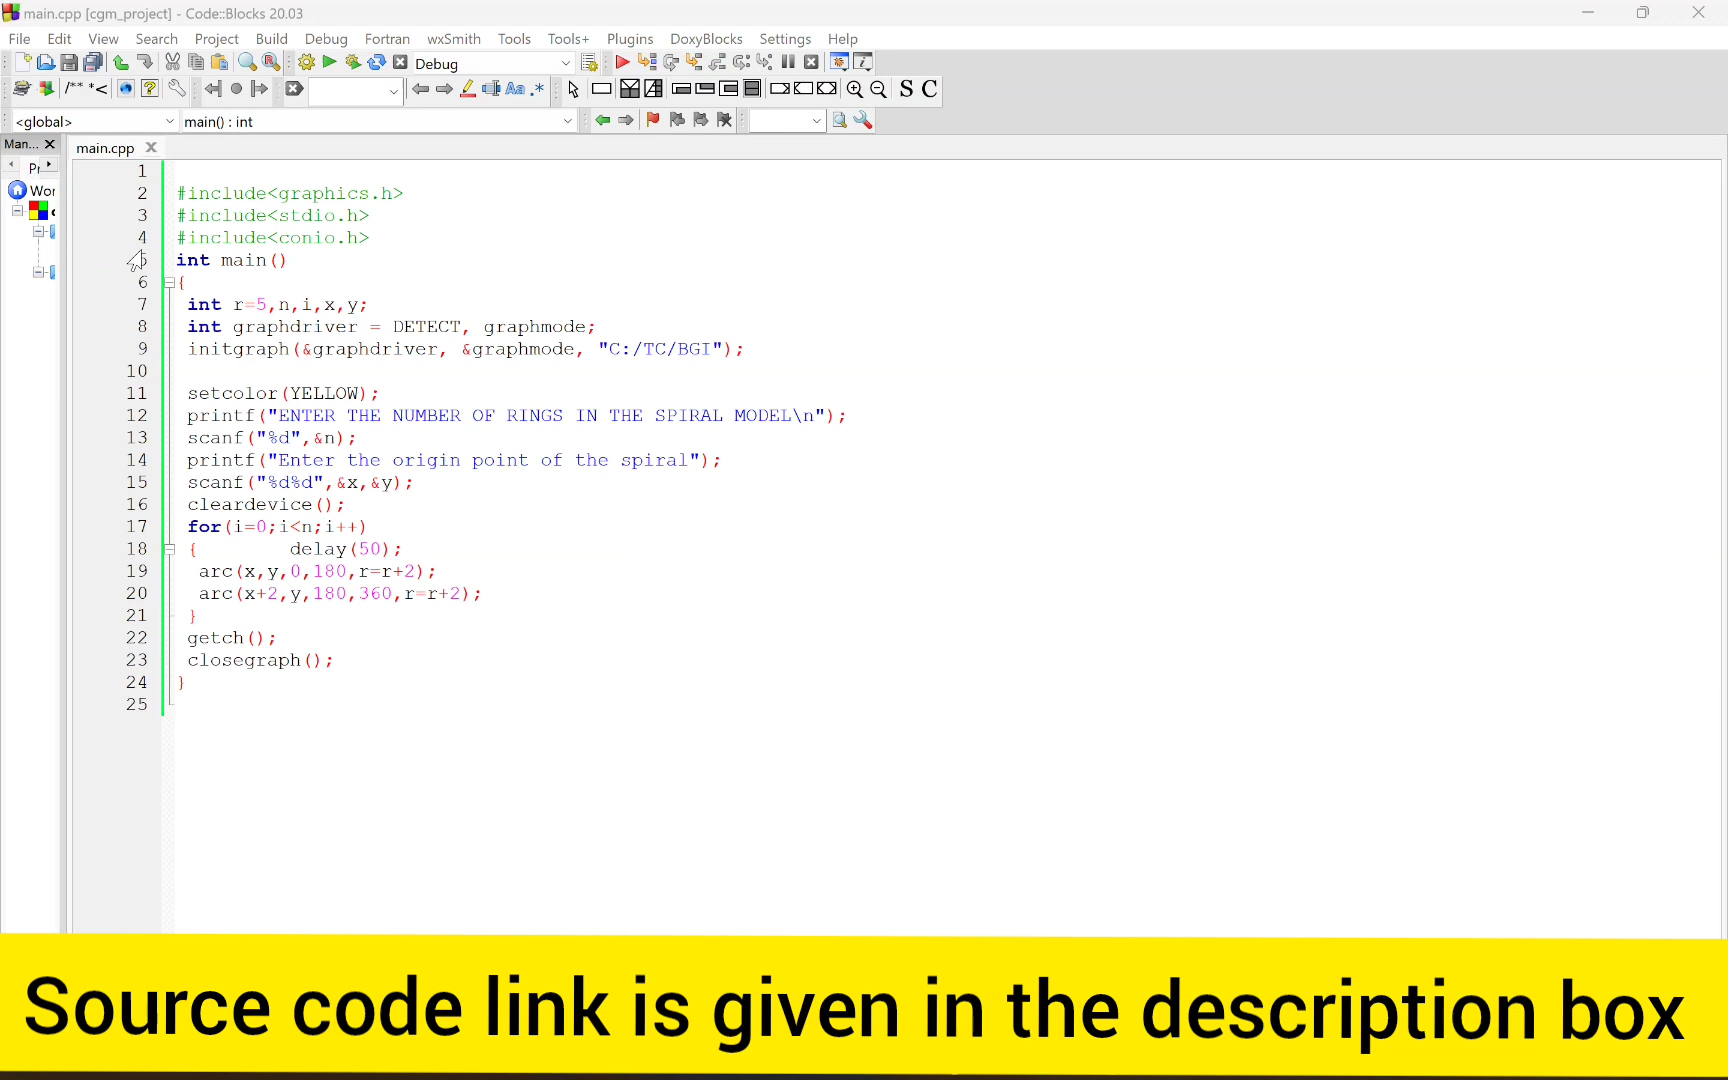 main.cpp [cgm_project] - Code::Blocks 20.03
File Edit View Search Project Build Debug Fortran wxSmith Tools Tools+ Plugins DoxyBlocks Settings Help
Debug
/** *< Aa .* S C
<global> main() : int
Man... main.cpp
Wor
1
2 #include<graphics.h>
3 #include<stdio.h>
4 #include<conio.h>
5 int main()
6 {
7 int r=5,n,i,x,y;
8 int graphdriver = DETECT, graphmode;
9 initgraph(&graphdriver, &graphmode, "C:/TC/BGI");
10
11 setcolor(YELLOW);
12 printf("ENTER THE NUMBER OF RINGS IN THE SPIRAL MODEL\n");
13 scanf("%d",&n);
14 printf("Enter the origin point of the spiral");
15 scanf("%d%d",&x,&y);
16 cleardevice();
17 for(i=0;i<n;i++)
18 { delay(50);
19 arc(x,y,0,180,r=r+2);
20 arc(x+2,y,180,360,r=r+2);
21 }
22 getch();
23 closegraph();
24 }
25
Source code link is given in the description box